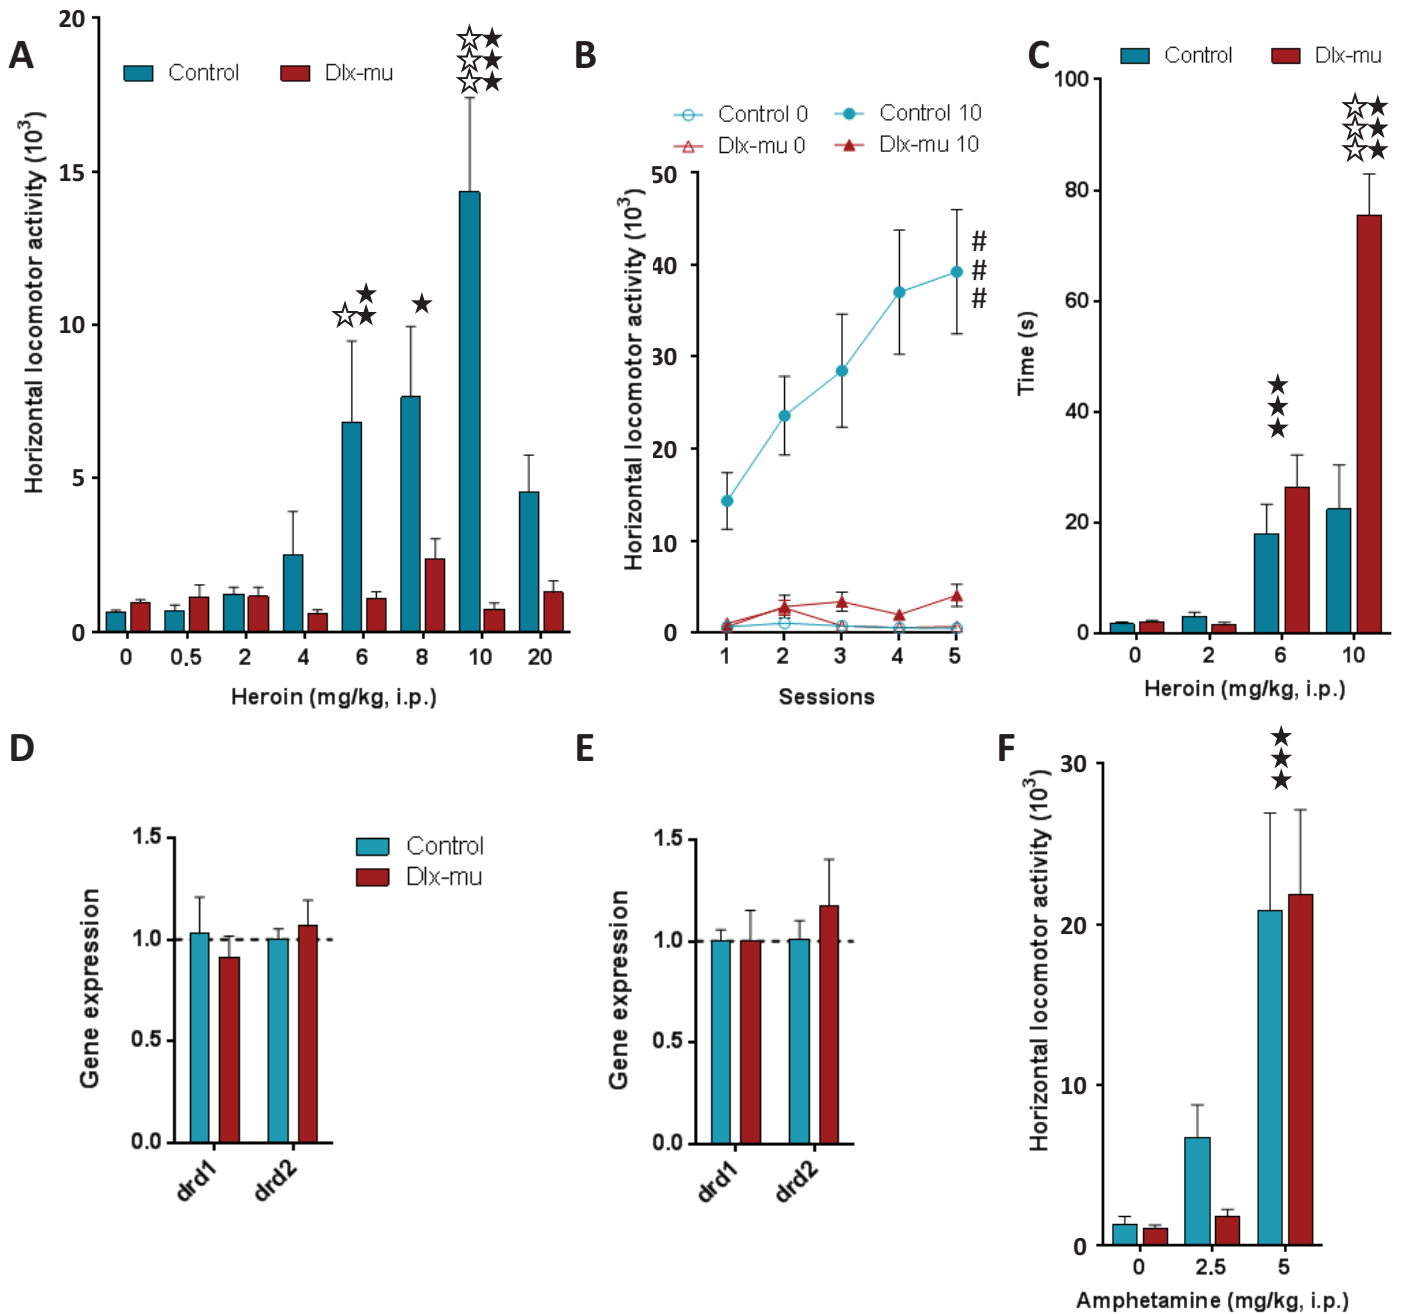 A
Control
Dlx-mu
Horizontal locomotor activity (10³)
20
15
10
5
0
0 0.5 2 4 6 8 10 20
Heroin (mg/kg, i.p.)
B
Control 0
Control 10
Dlx-mu 0
Dlx-mu 10
Horizontal locomotor activity (10³)
50
40
30
20
10
0
#
#
#
1 2 3 4 5
Sessions
C
Control
Dlx-mu
Time (s)
100
80
60
40
20
0
0 2 6 10
Heroin (mg/kg, i.p.)
D
Control
Dlx-mu
Gene expression
1.5
1.0
0.5
0.0
drd1
drd2
E
Gene expression
1.5
1.0
0.5
0.0
drd1
drd2
F
Horizontal locomotor activity (10³)
30
20
10
0
0 2.5 5
Amphetamine (mg/kg, i.p.)